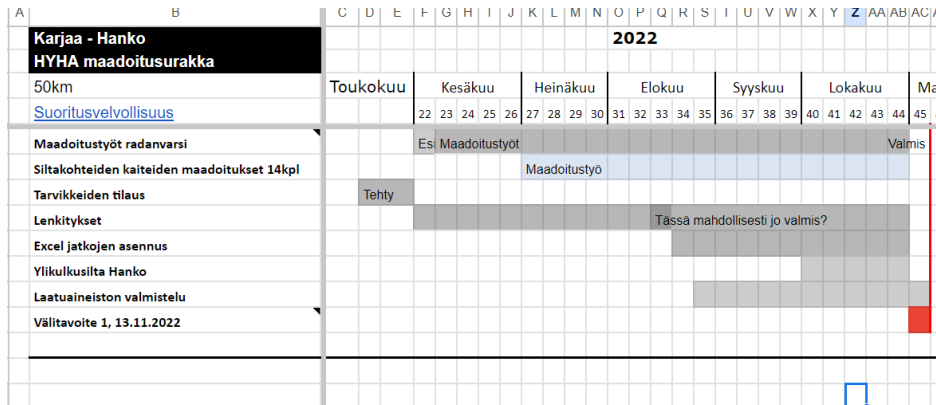 A B C D E F G H I J K L M N O P Q R S T U V W X Y Z AA AB AC
Karjaa - Hanko 2022
HYHA maadoitusurakka
50km Toukokuu Kesäkuu Heinäkuu Elokuu Syyskuu Lokakuu Ma
Suoritusvelvollisuus 22 23 24 25 26 27 28 29 30 31 32 33 34 35 36 37 38 39 40 41 42 43 44 45
Maadoitustyöt radanvarsi Esi Maadoitustyöt Valmis
Siltakohteiden kaiteiden maadoitukset 14kpl Maadoitustyö
Tarvikkeiden tilaus Tehty
Lenkitykset Tässä mahdollisesti jo valmis?
Excel jatkojen asennus
Ylikulkusilta Hanko
Laatuaineiston valmistelu
Välitavoite 1, 13.11.2022